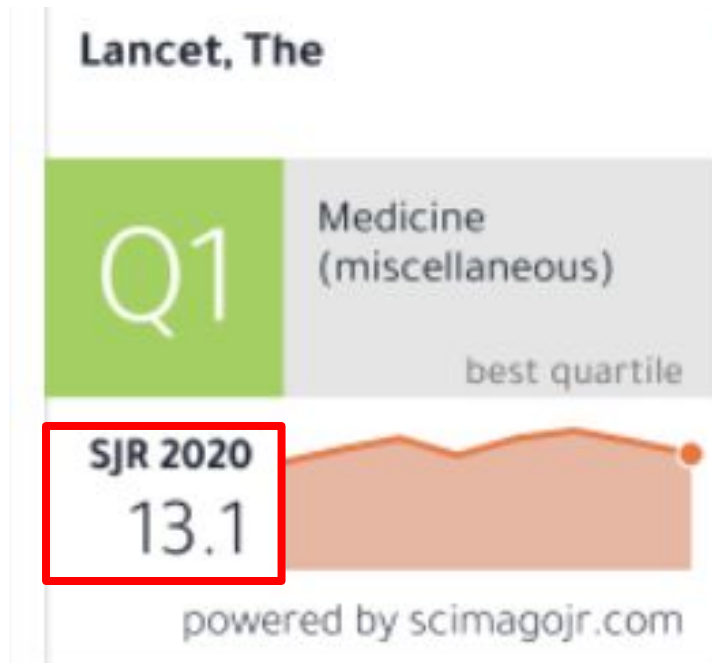 Lancet, The
Q1
Medicine
(miscellaneous)
best quartile
SJR 2020
13.1
powered by scimagojr.com